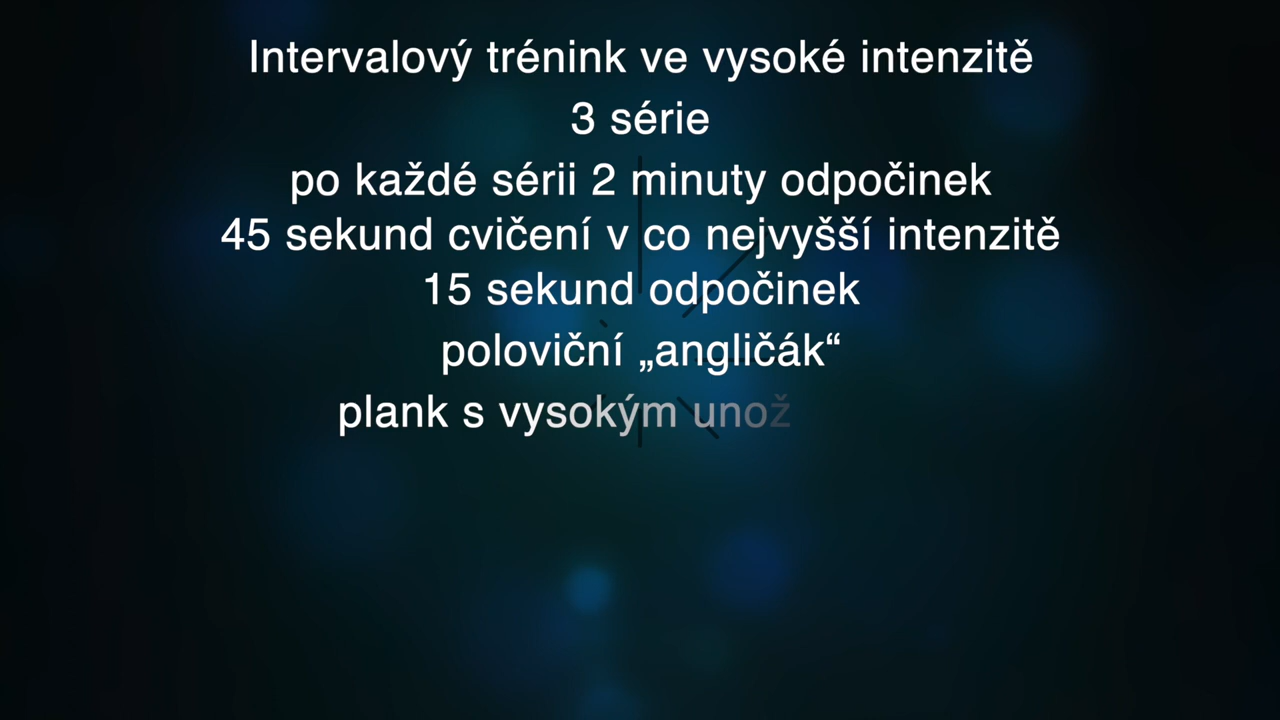 Intervalový trénink ve vysoké intenzitě
3 série
po každé sérii 2 minuty odpočinek
45 sekund cvičení v co nejvyšší intenzitě
15 sekund odpočinek
poloviční „angličák“
plank s vysokým unož